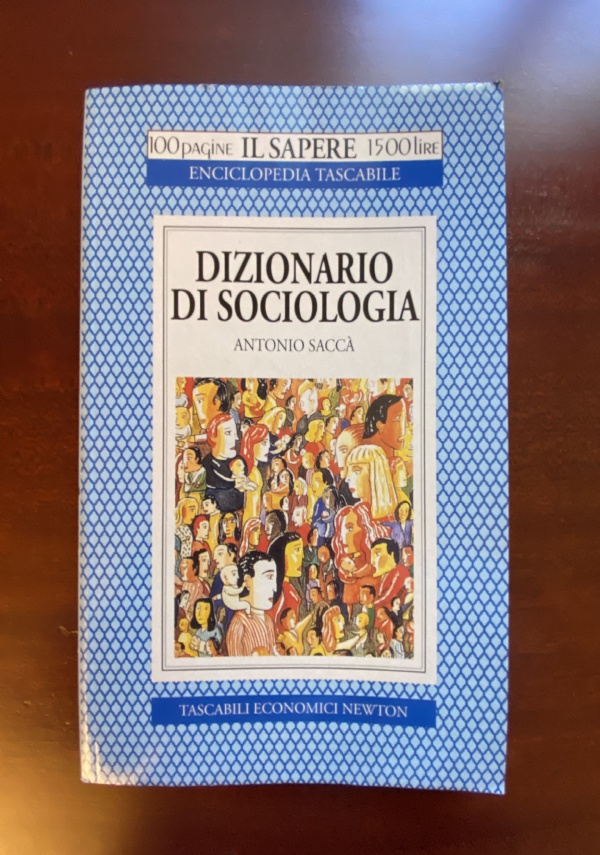 100 pagine IL SAPERE 1500 lire
ENCICLOPEDIA TASCABILE
DIZIONARIO
DI SOCIOLOGIA
ANTONIO SACCÀ
TASCABILI ECONOMICI NEWTON